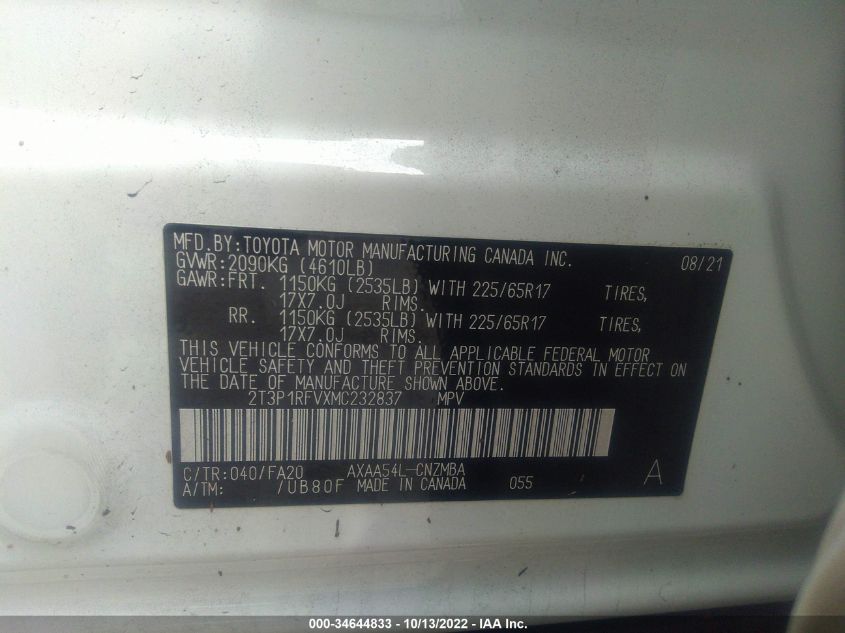 MFD.BY:TOYOTA MOTOR MANUFACTURING CANADA INC. 08/21
GVWR:2090KG (4610LB)
GAWR:FRT. 1150KG (2535LB) WITH 225/65R17 TIRES,
17X7.0J RIMS.
RR. 1150KG (2535LB) WITH 225/65R17 TIRES,
17X7.0J RIMS.
THIS VEHICLE CONFORMS TO ALL APPLICABLE FEDERAL MOTOR
VEHICLE SAFETY AND THEFT PREVENTION STANDARDS IN EFFECT ON
THE DATE OF MANUFACTURE SHOWN ABOVE.
2T3P1RFVXMC232837 MPV
C/TR:040/FA20 AXAA54L-CNZMBA
A/TM: /UB80F MADE IN CANADA 055 A
000-34644833 - 10/13/2022 - IAA Inc.